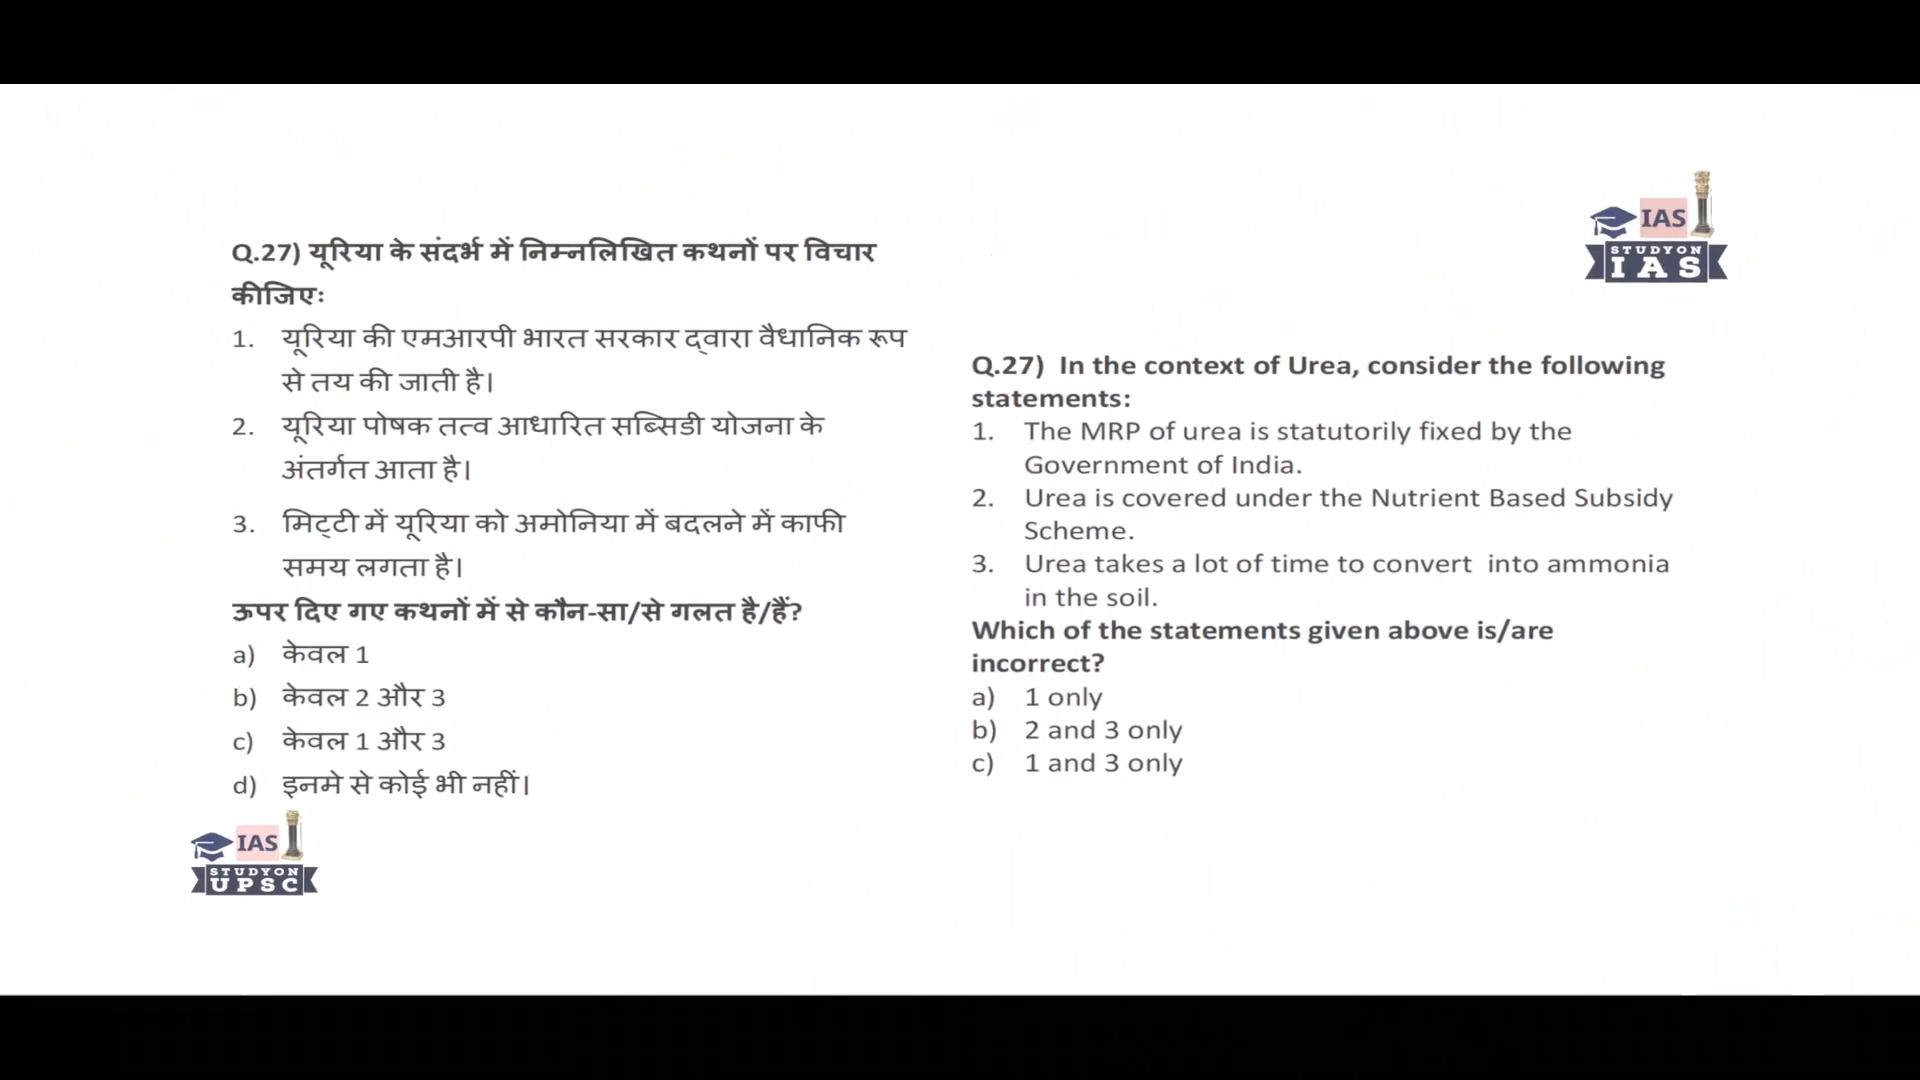 Q.27) यूरिया के संदर्भ में निम्नलिखित कथनों पर विचार
कीजिएः
1. यूरिया की एमआरपी भारत सरकार द्वारा वैधानिक रूप
से तय की जाती है।
2. यूरिया पोषक तत्व आधारित सब्सिडी योजना के
अंतर्गत आता है।
3. मिट्टी में यूरिया को अमोनिया में बदलने में काफी
समय लगता है।
ऊपर दिए गए कथनों में से कौन-सा/से गलत है/हैं?
a) केवल 1
b) केवल 2 और 3
c) केवल 1 और 3
d) इनमे से कोई भी नहीं।
IAS
STUDYON
UPSC
IAS
STUDYON
IAS
Q.27) In the context of Urea, consider the following
statements:
1. The MRP of urea is statutorily fixed by the
Government of India.
2. Urea is covered under the Nutrient Based Subsidy
Scheme.
3. Urea takes a lot of time to convert into ammonia
in the soil.
Which of the statements given above is/are
incorrect?
a) 1 only
b) 2 and 3 only
c) 1 and 3 only